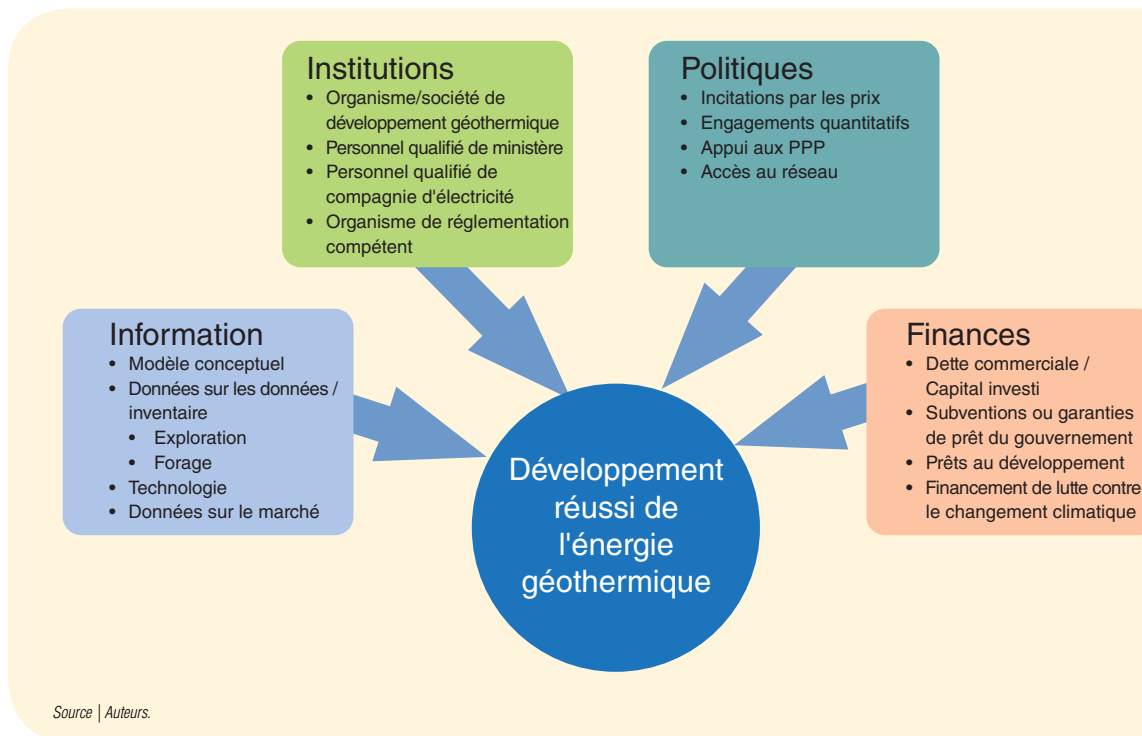 Institutions
• Organisme/société de
développement géothermique
• Personnel qualifié de ministère
• Personnel qualifié de
compagnie d'électricité
• Organisme de réglementation
compétent
Politiques
• Incitations par les prix
• Engagements quantitatifs
• Appui aux PPP
• Accès au réseau
Information
• Modèle conceptuel
• Données sur les données /
inventaire
• Exploration
• Forage
• Technologie
• Données sur le marché
Finances
• Dette commerciale /
Capital investi
• Subventions ou garanties
de prêt du gouvernement
• Prêts au développement
• Financement de lutte contre
le changement climatique
Développement
réussi de
l'énergie
géothermique
Source | Auteurs.